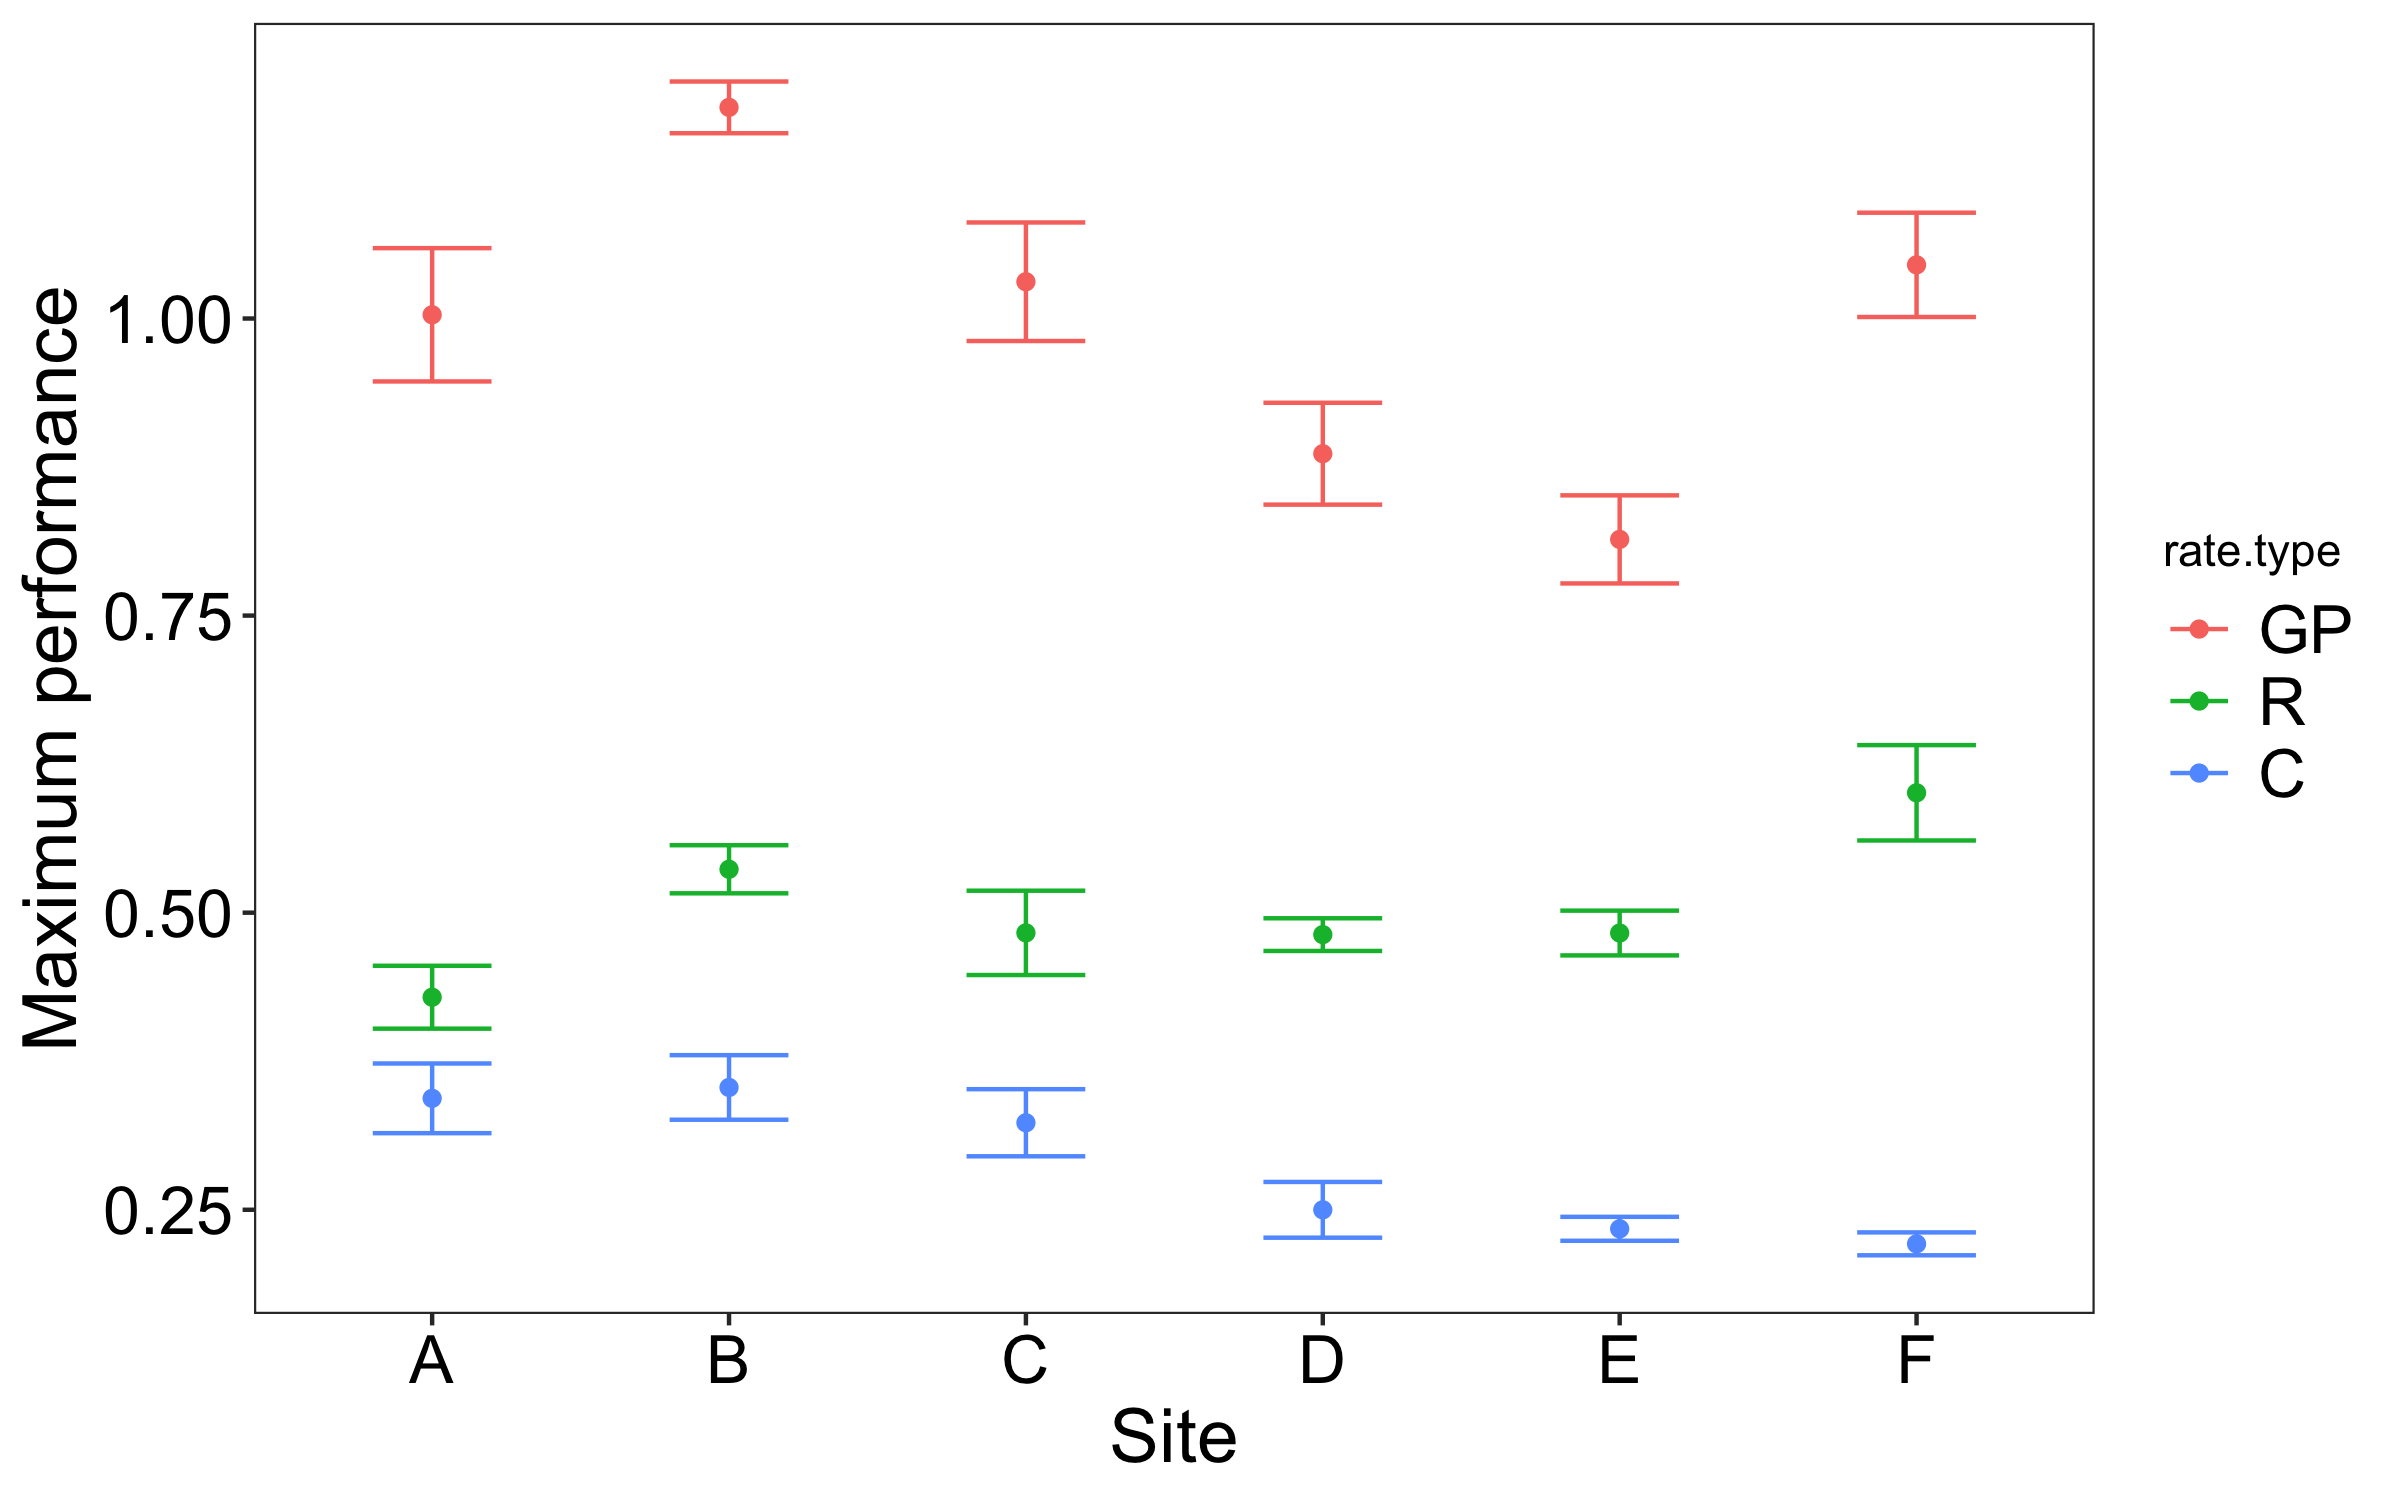 Maximum performance
1.00
0.75
0.50
0.25
A B C D E F
Site
rate.type
GP
R
C